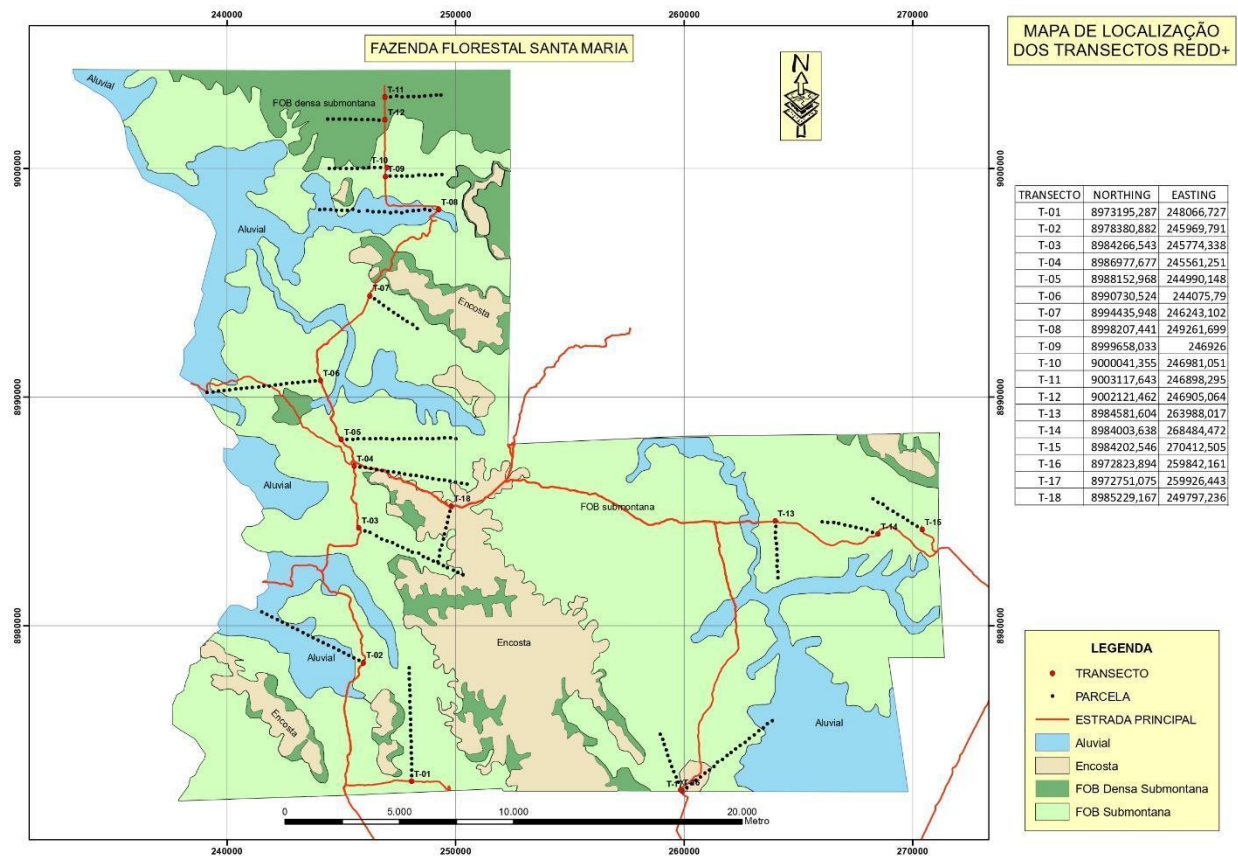 240000 250000 260000 270000
FAZENDA FLORESTAL SANTA MARIA
MAPA DE LOCALIZAÇÃO
DOS TRANSECTOS REDD+
N
Aluvial
FOB densa submontana
T-11
T-12
9000000
9000000
T-10
T-09
T-08
Aluvial
T-07
Encosta
T-06
8990000
8990000
T-05
T-04
Aluvial
T-18
FOB submontana
T-03
T-13
T-14
T-15
8980000
8980000
Encosta
T-02
Aluvial
Encosta
Aluvial
T-01
0 5.000 10.000 20.000
Metro
240000 250000 260000 270000
TRANSECTO NORTHING EASTING
T-01 8973195,287 248066,727
T-02 8978380,882 245969,791
T-03 8984266,543 245774,338
T-04 8986977,677 245561,251
T-05 8988152,968 244990,148
T-06 8990730,524 244075,79
T-07 8994435,948 246243,102
T-08 8998207,441 249261,699
T-09 8999658,033 246926
T-10 9000041,355 246981,051
T-11 9003117,643 246898,295
T-12 9002121,462 246905,064
T-13 8984581,604 263988,017
T-14 8984003,638 268484,472
T-15 8984202,546 270412,505
T-16 8972823,894 259842,161
T-17 8972751,075 259926,443
T-18 8985229,167 249797,236
LEGENDA
TRANSECTO
PARCELA
ESTRADA PRINCIPAL
Aluvial
Encosta
FOB Densa Submontana
FOB Submontana